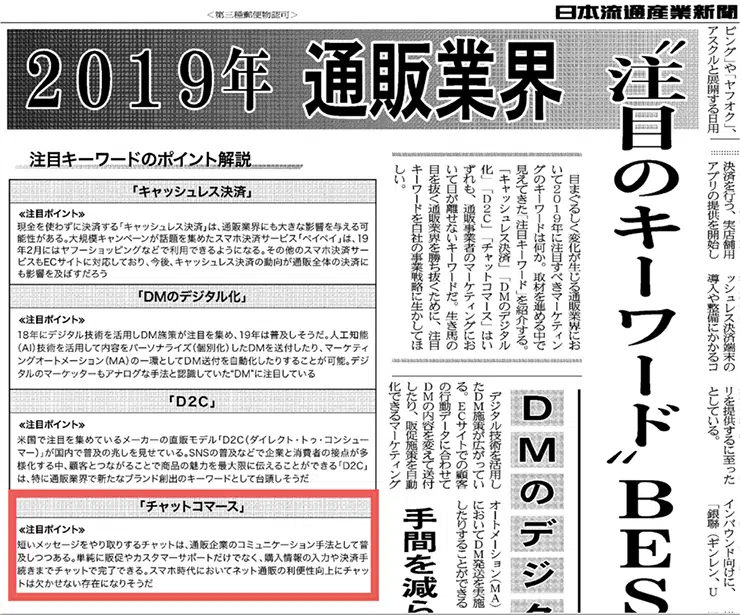 ＜第三種郵便物認可＞
日本流通産業新聞
2019年 通販業界
〝注目のキーワード〟BES
注目キーワードのポイント解説
「キャッシュレス決済」
≪注目ポイント≫
現金を使わずに決済する「キャッシュレス決済」は、通販業界にも大きな影響を与える可
能性がある。大規模キャンペーンが話題を集めたスマホ決済サービス「ペイペイ」は、19
年2月にはヤフーショッピングなどで利用できるようになる。その他のスマホ決済サー
ビスもECサイトに対応しており、今後、キャッシュレス決済の動向が通販全体の決済に
も影響を及ぼすだろう
「DMのデジタル化」
≪注目ポイント≫
18年にデジタル技術を活用しDM施策が注目を集め、19年は普及しそうだ。人工知能
(AI)技術を活用して内容をパーソナライズ(個別化)したDMを送付したり、マーケティ
ングオートメーション(MA)の一環としてDM送付を自動化したりすることが可能。デジ
タルのマーケッターもアナログな手法と認識していた“DM”に注目している
「D2C」
≪注目ポイント≫
米国で注目を集めているメーカーの直販モデル「D2C(ダイレクト・トゥ・コンシュー
マー)」が国内で普及の兆しを見せている。SNSの普及などで企業と消費者の接点が多
様化する中、顧客とつながることで商品の魅力を最大限に伝えることができる「D2C」
は、特に通販業界で新たなブランド創出のキーワードとして台頭しそうだ
「チャットコマース」
≪注目ポイント≫
短いメッセージをやり取りするチャットは、通販企業のコミュニケーション手法として普
及しつつある。単純に販促やカスタマーサポートだけでなく、購入情報の入力や決済手
続きまでチャットで完了できる。スマホ時代においてネット通販の利便性向上にチャッ
トは欠かせない存在になりそうだ
目まぐるしく変化が生じる通販業界にお
いて2019年に注目すべきマーケティン
グのキーワードは何か。取材を進める中で
見えてきた「注目キーワード」を紹介する。
「キャッシュレス決済」「DMのデジタル
化」「D2C」「チャットコマース」はい
ずれも、通販事業者のマーケティングにお
いて目が離せないキーワードだ。生き馬の
目を抜く通販業界を勝ち抜くために、注目
キーワードを自社の事業戦略に生かしてほ
しい。
DMのデジ
手間を減ら
デジタル技術を活用し
たDM施策が広がってい
る。ECサイトでの顧客
の行動データに合わせて
DMの内容を変えて送付
したり、販促施策を自動
化できるマーケティング
オートメーション(MA)
においてDM発送を実施
したりすることができる
ピング」や「ヤフオク」、
アスクルと展開する日用
決済を行う、実店舗用
アプリの提供を開始し
ッシュレス決済端末の
導入や整備にかかるコ
リを提供するに至った
としている。
インバウンド向けに、
「銀聯（ギンレン、U